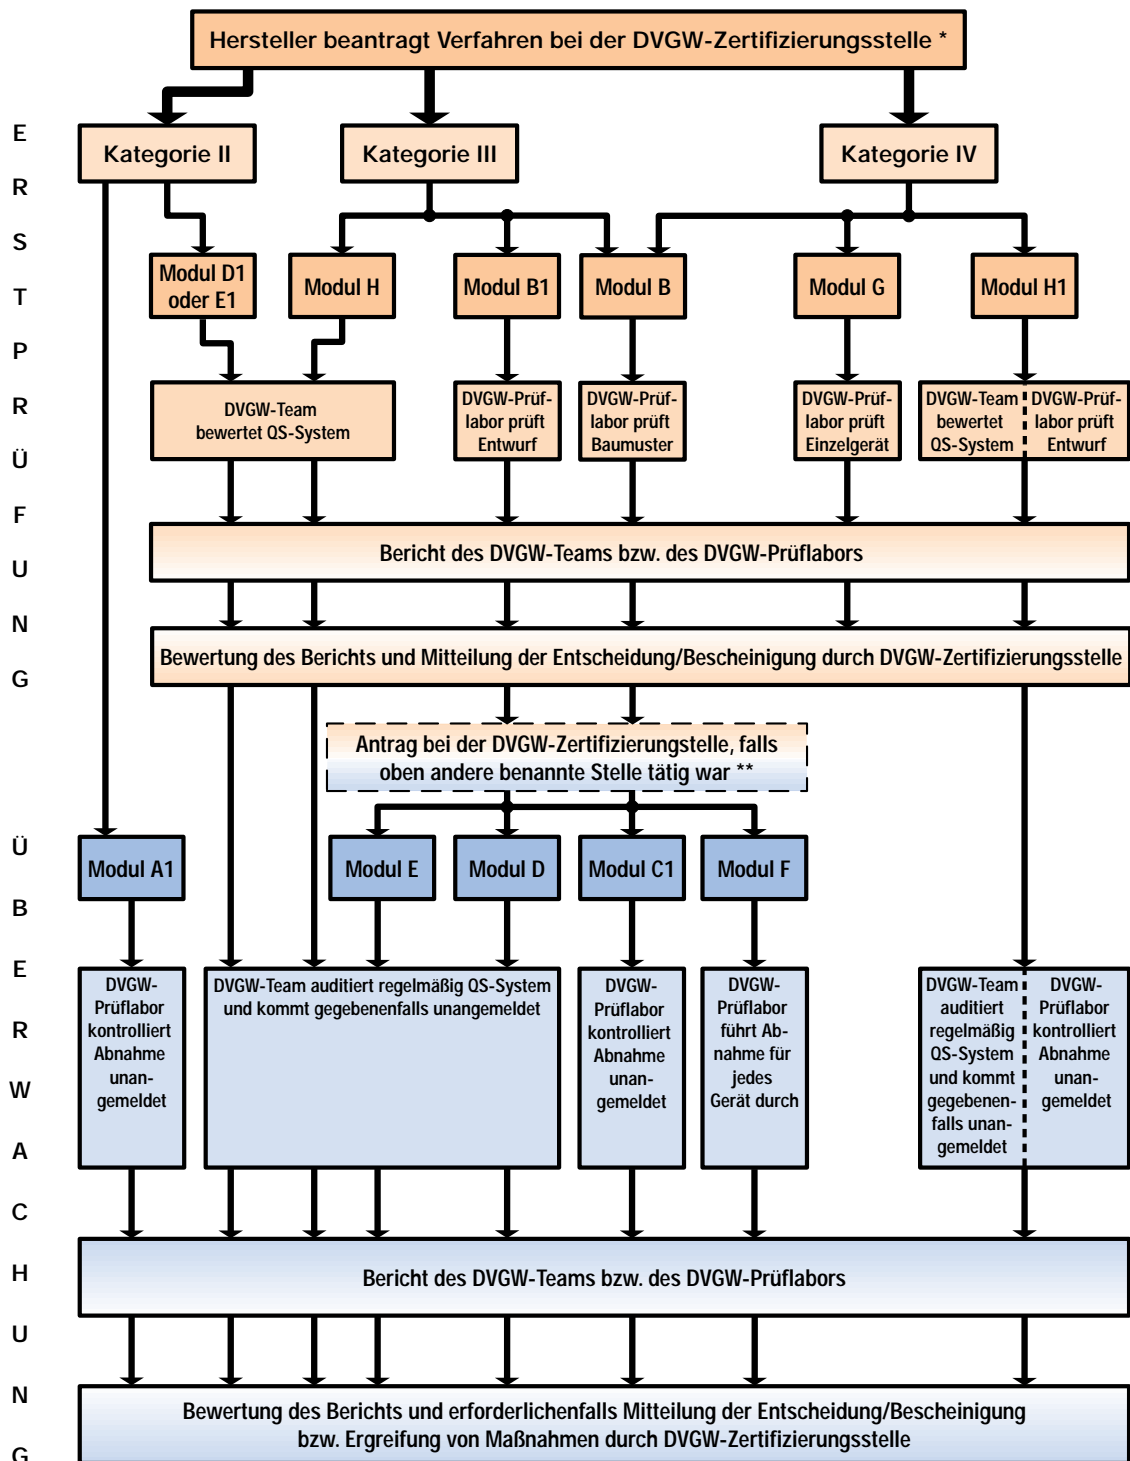 Hersteller beantragt Verfahren bei der DVGW-Zertifizierungsstelle *
ERSTPRÜFUNG
Kategorie II
Kategorie III
Kategorie IV
Modul D1
oder E1
Modul H
Modul B1
Modul B
Modul G
Modul H1
DVGW-Team
bewertet QS-System
DVGW-Prüf-
labor prüft
Entwurf
DVGW-Prüf-
labor prüft
Baumuster
DVGW-Prüf-
labor prüft
Einzelgerät
DVGW-Team
bewertet
QS-System
DVGW-Prüf-
labor prüft
Entwurf
Bericht des DVGW-Teams bzw. des DVGW-Prüflabors
Bewertung des Berichts und Mitteilung der Entscheidung/Bescheinigung durch DVGW-Zertifizierungsstelle
Antrag bei der DVGW-Zertifizierungstelle, falls
oben andere benannte Stelle tätig war **
ÜBERWACHUNG
Modul A1
Modul E
Modul D
Modul C1
Modul F
DVGW-
Prüflabor
kontrolliert
Abnahme
unan-
gemeldet
DVGW-Team auditiert regelmäßig QS-System
und kommt gegebenenfalls unangemeldet
DVGW-
Prüflabor
kontrolliert
Abnahme
unan-
gemeldet
DVGW-
Prüflabor
führt Ab-
nahme für
jedes
Gerät durch
DVGW-Team
auditiert
regelmäßig
QS-System
und kommt
gegebenen-
falls unan-
gemeldet
DVGW-
Prüflabor
kontrolliert
Abnahme
unan-
gemeldet
Bericht des DVGW-Teams bzw. des DVGW-Prüflabors
Bewertung des Berichts und erforderlichenfalls Mitteilung der Entscheidung/Bescheinigung
bzw. Ergreifung von Maßnahmen durch DVGW-Zertifizierungsstelle